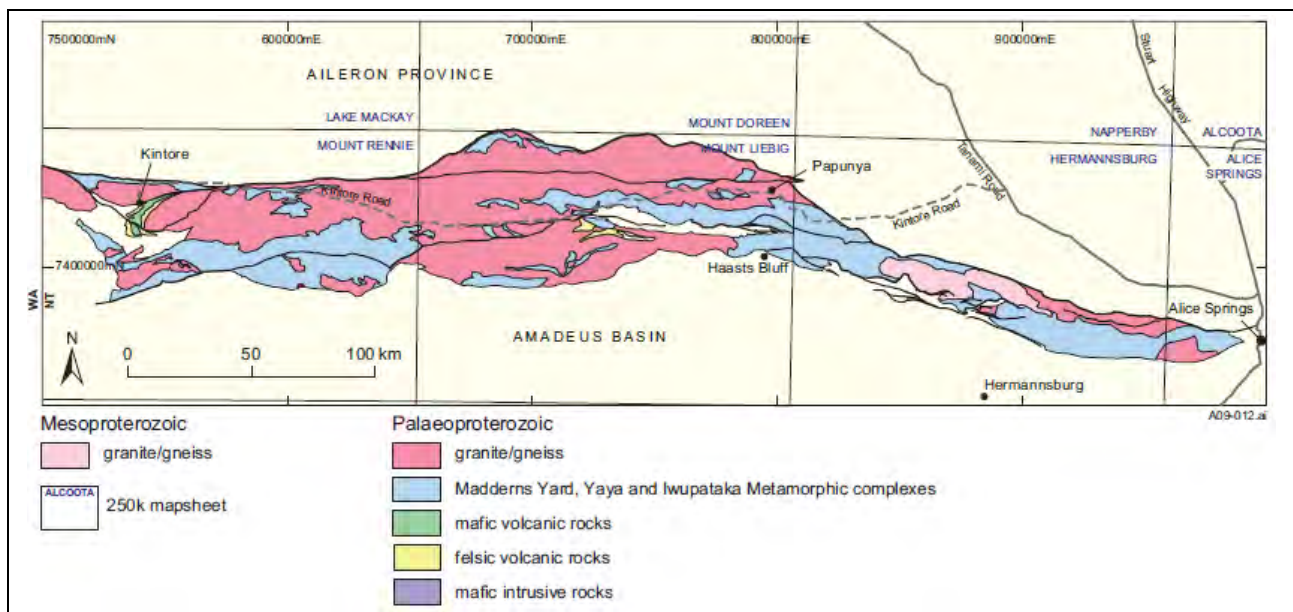 7500000mN 600000mE 700000mE 800000mE 900000mE
AILERON PROVINCE
Stuart Highway
LAKE MACKAY MOUNT DOREEN NAPPERBY ALCOOTA
MOUNT RENNIE MOUNT LIEBIG HERMANNSBURG ALICE SPRINGS
Kintore
Papunya
Tanami Road
Kintore Road
Kintore Road
7400000mN
Haasts Bluff
WA
NT
Alice Springs
N
AMADEUS BASIN
0 50 100 km
Hermannsburg
A09-012.ai
Mesoproterozoic
granite/gneiss
ALCOOTA
250k mapsheet
Palaeoproterozoic
granite/gneiss
Madderns Yard, Yaya and Iwupataka Metamorphic complexes
mafic volcanic rocks
felsic volcanic rocks
mafic intrusive rocks